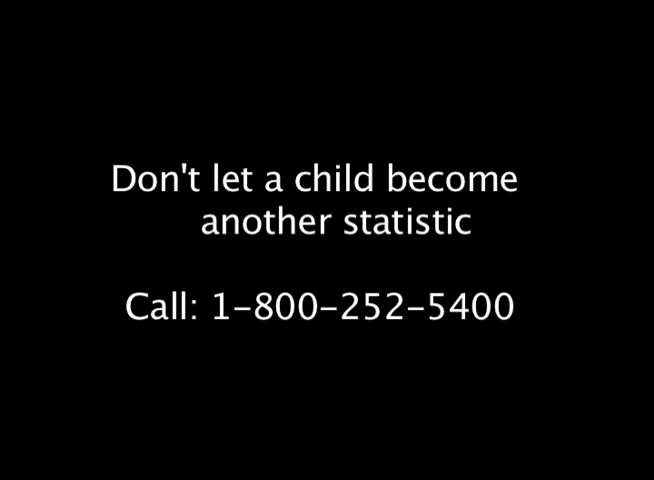 Don't let a child become
another statistic
Call: 1-800-252-5400